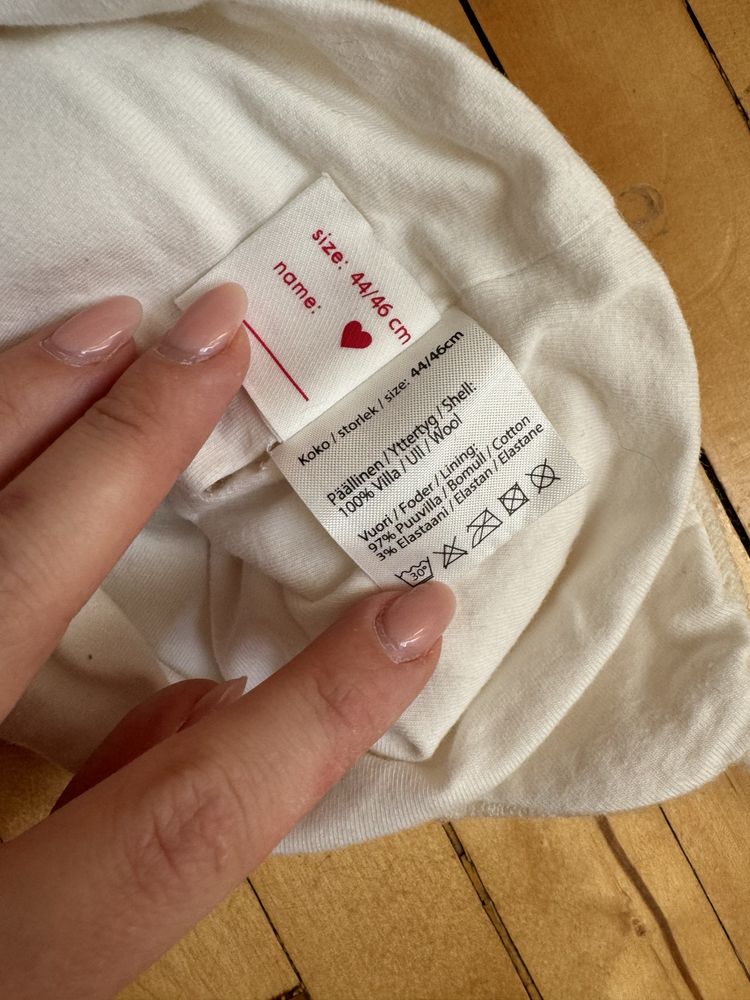 size: 44/46 cm
name:
Koko / storlek / size: 44/46cm
Päällinen / Yttertyg / Shell:
100% Villa / Ull / Wool
Vuori / Foder / Lining:
97% Puuvilla / Bomull / Cotton
3% Elastaani / Elastan / Elastane
30°